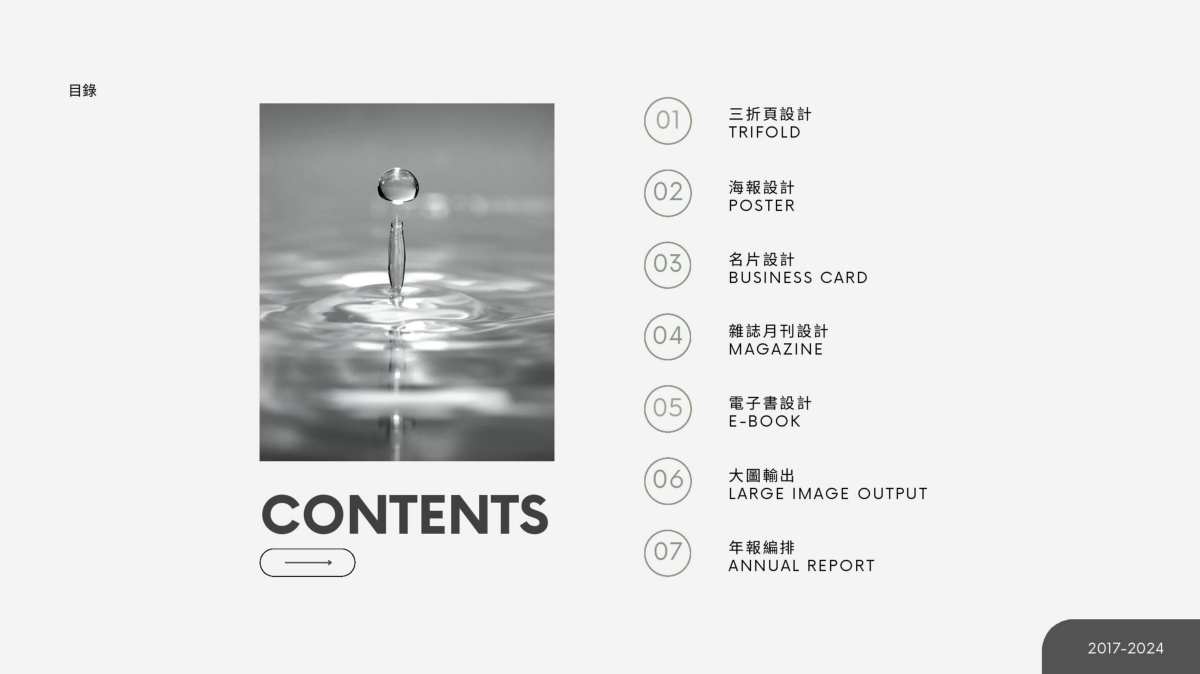 目錄
CONTENTS
01
三折頁設計
TRIFOLD
02
海報設計
POSTER
03
名片設計
BUSINESS CARD
04
雜誌月刊設計
MAGAZINE
05
電子書設計
E-BOOK
06
大圖輸出
LARGE IMAGE OUTPUT
07
年報編排
ANNUAL REPORT
2017-2024